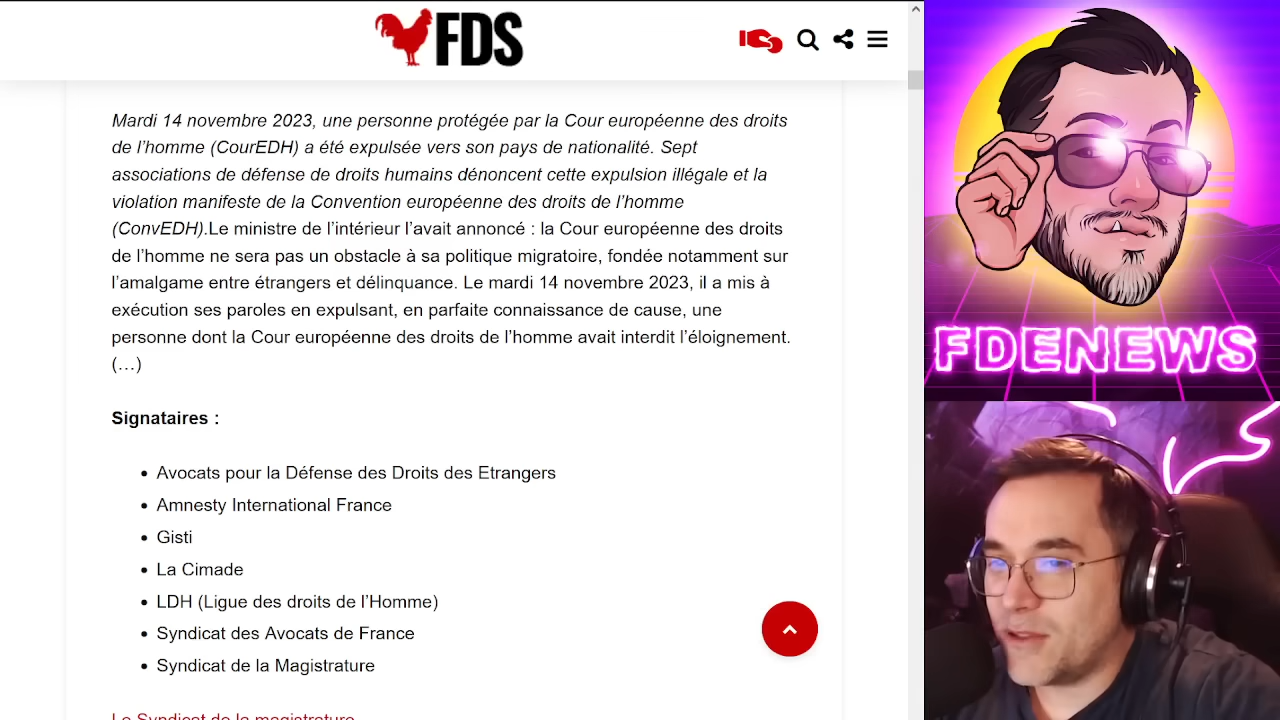 FDS
Mardi 14 novembre 2023, une personne protégée par la Cour européenne des droits
de l’homme (CourEDH) a été expulsée vers son pays de nationalité. Sept
associations de défense de droits humains dénoncent cette expulsion illégale et la
violation manifeste de la Convention européenne des droits de l’homme
(ConvEDH).Le ministre de l’intérieur l’avait annoncé : la Cour européenne des droits
de l’homme ne sera pas un obstacle à sa politique migratoire, fondée notamment sur
l’amalgame entre étrangers et délinquance. Le mardi 14 novembre 2023, il a mis à
exécution ses paroles en expulsant, en parfaite connaissance de cause, une
personne dont la Cour européenne des droits de l’homme avait interdit l’éloignement.
(…)
Signataires :
Avocats pour la Défense des Droits des Etrangers
Amnesty International France
Gisti
La Cimade
LDH (Ligue des droits de l’Homme)
Syndicat des Avocats de France
Syndicat de la Magistrature
Le Syndicat de la magistrature
FDENEWS